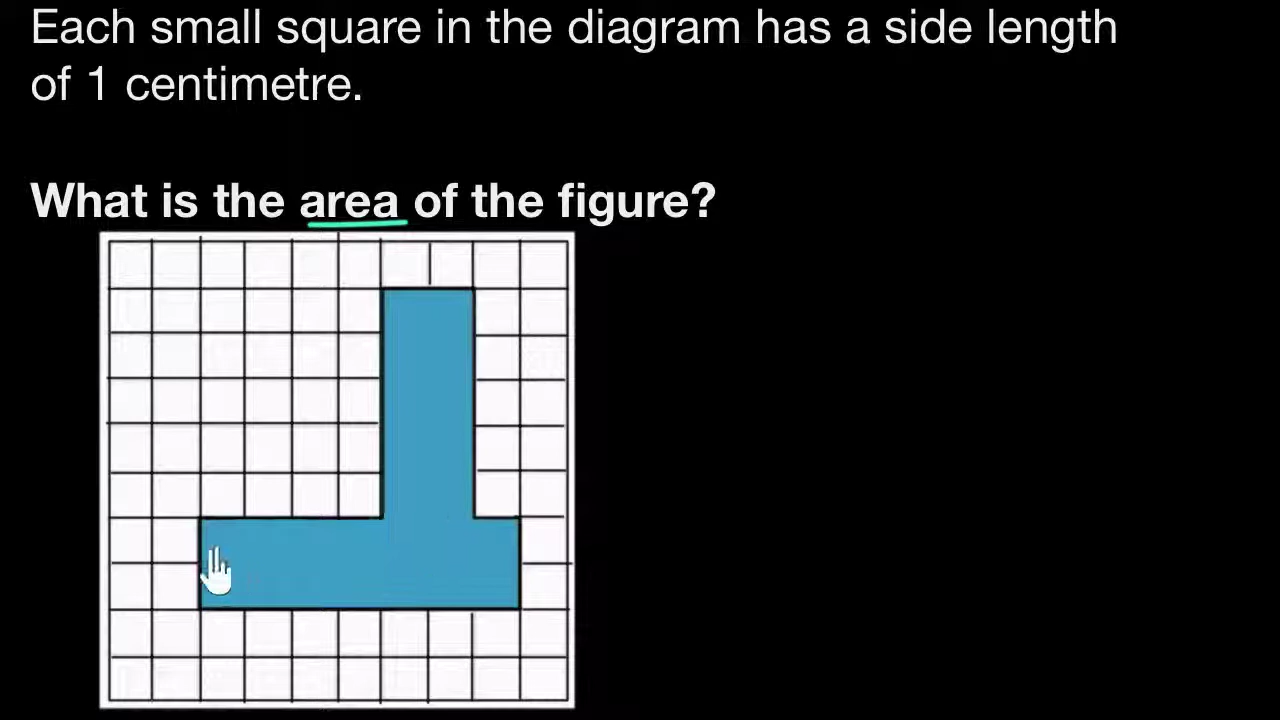 Each small square in the diagram has a side length
of 1 centimetre.
What is the area of the figure?